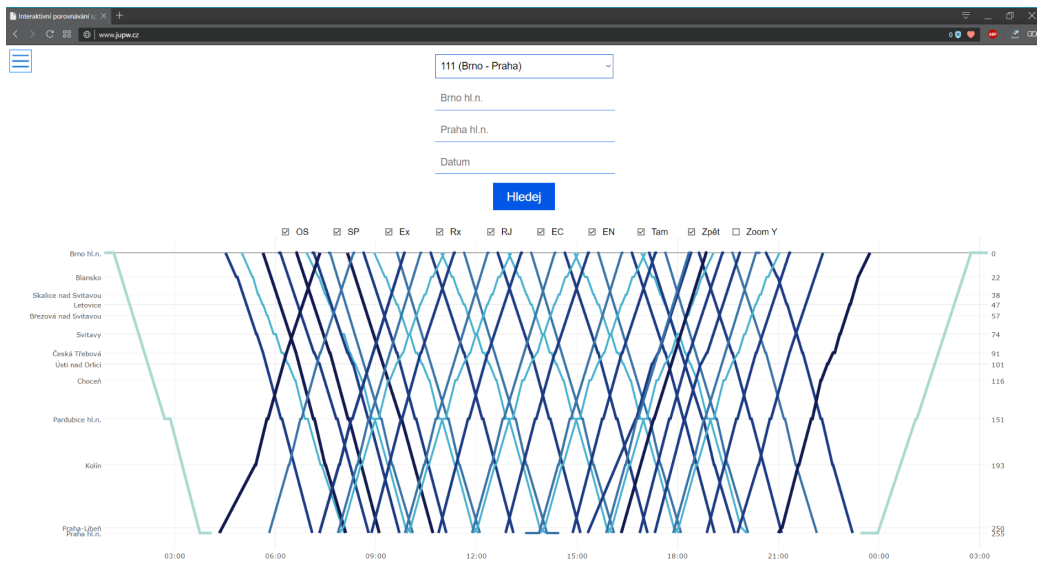 Interaktivní porovnávání
www.jupw.cz
0
ABP
111 (Brno - Praha)
Brno hl.n.
Praha hl.n.
Datum
Hledej
OS SP Ex Rx RJ EC EN Tam Zpět Zoom Y
Brno hl.n. 0
Blansko 22
Skalice nad Svitavou 38
Letovice 47
Březová nad Svitavou 57
Svitavy 74
Česká Třebová 91
Ústí nad Orlicí 101
Choceň 116
Pardubice hl.n. 151
Kolín 193
Praha-Libeň 250
Praha hl.n. 255
03:00 06:00 09:00 12:00 15:00 18:00 21:00 00:00 03:00